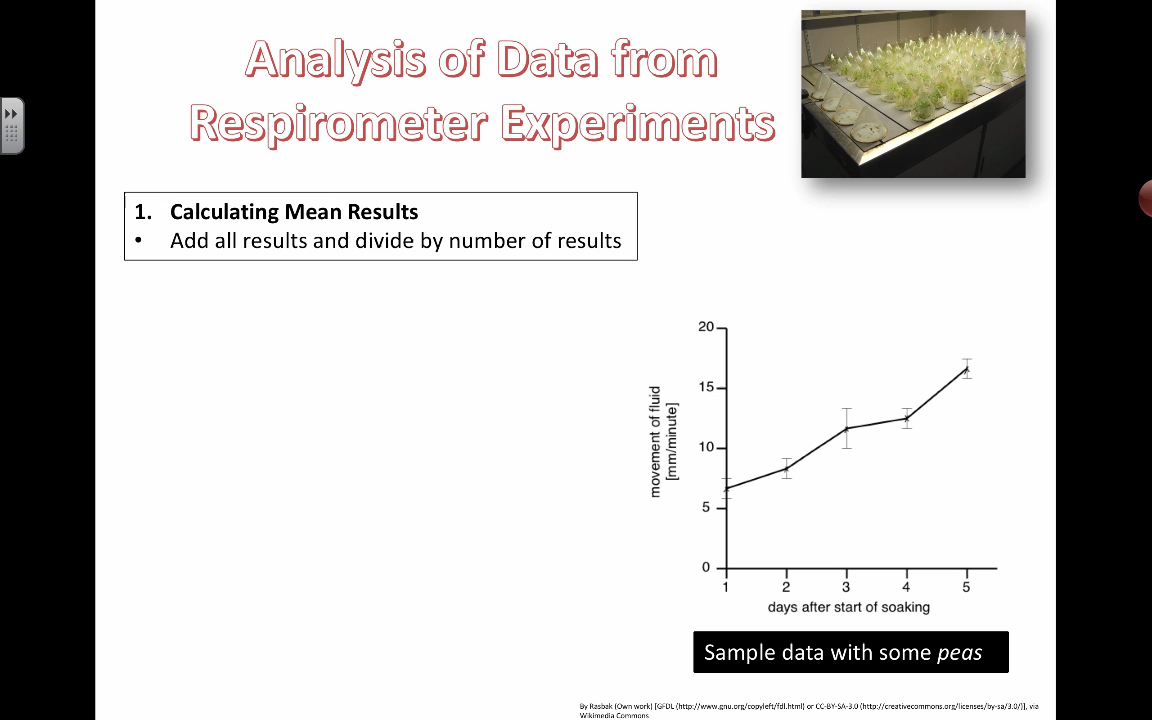 Analysis of Data from
Respirometer Experiments
1. Calculating Mean Results
• Add all results and divide by number of results
20
15
10
5
0
movement of fluid
[mm/minute]
1 2 3 4 5
days after start of soaking
Sample data with some peas
By Rasbak (Own work) [GFDL (http://www.gnu.org/copyleft/fdl.html) or CC-BY-SA-3.0 (http://creativecommons.org/licenses/by-sa/3.0/)], via
Wikimedia Commons